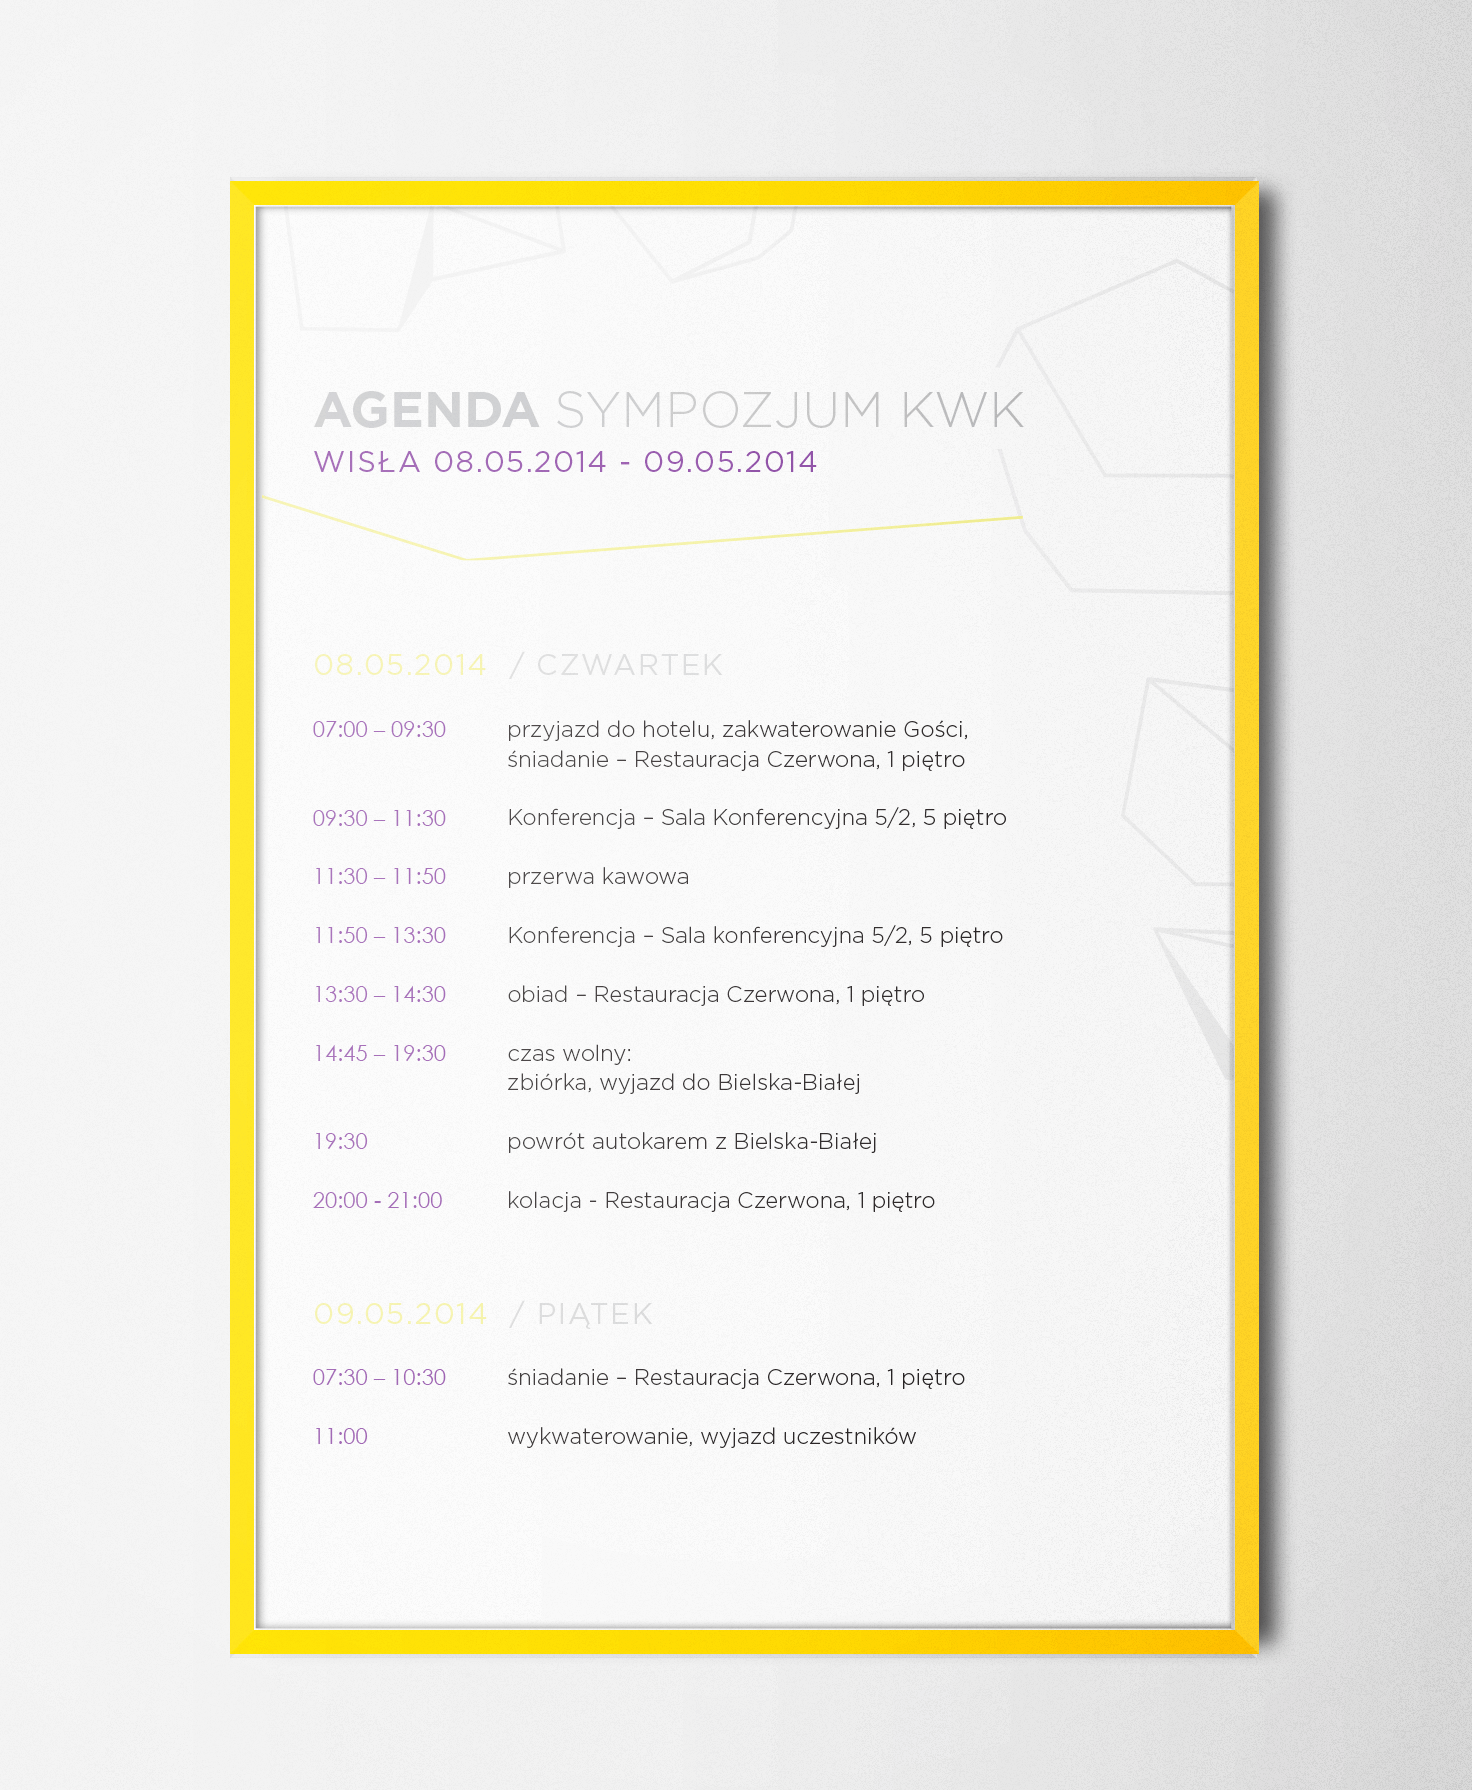 AGENDA SYMPOZJUM KWK
WISŁA 08.05.2014 - 09.05.2014
08.05.2014 / CZWARTEK
07:00 – 09:30 przyjazd do hotelu, zakwaterowanie Gości,
śniadanie – Restauracja Czerwona, 1 piętro
09:30 – 11:30 Konferencja – Sala Konferencyjna 5/2, 5 piętro
11:30 – 11:50 przerwa kawowa
11:50 – 13:30 Konferencja – Sala konferencyjna 5/2, 5 piętro
13:30 – 14:30 obiad – Restauracja Czerwona, 1 piętro
14:45 – 19:30 czas wolny:
zbiórka, wyjazd do Bielska-Białej
19:30 powrót autokarem z Bielska-Białej
20:00 - 21:00 kolacja - Restauracja Czerwona, 1 piętro
09.05.2014 / PIĄTEK
07:30 – 10:30 śniadanie – Restauracja Czerwona, 1 piętro
11:00 wykwaterowanie, wyjazd uczestników